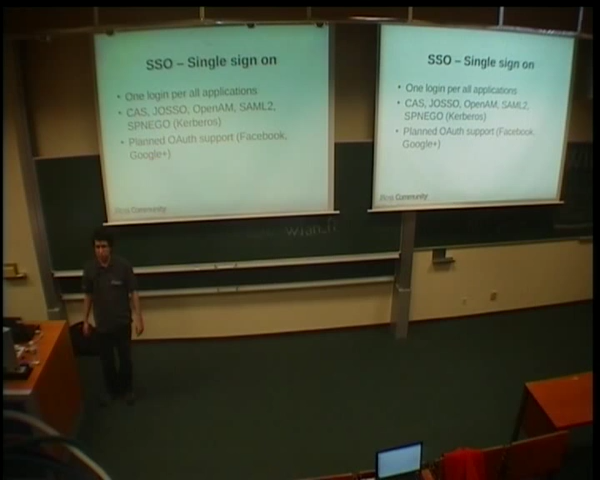 SSO – Single sign on
• One login per all applications
• CAS, JOSSO, OpenAM, SAML2,
SPNEGO (Kerberos)
• Planned OAuth support (Facebook,
Google+)
Community
SSO – Single sign on
• One login per all applications
• CAS, JOSSO, OpenAM, SAML2,
SPNEGO (Kerberos)
• Planned OAuth support (Facebook,
Google+)
Community